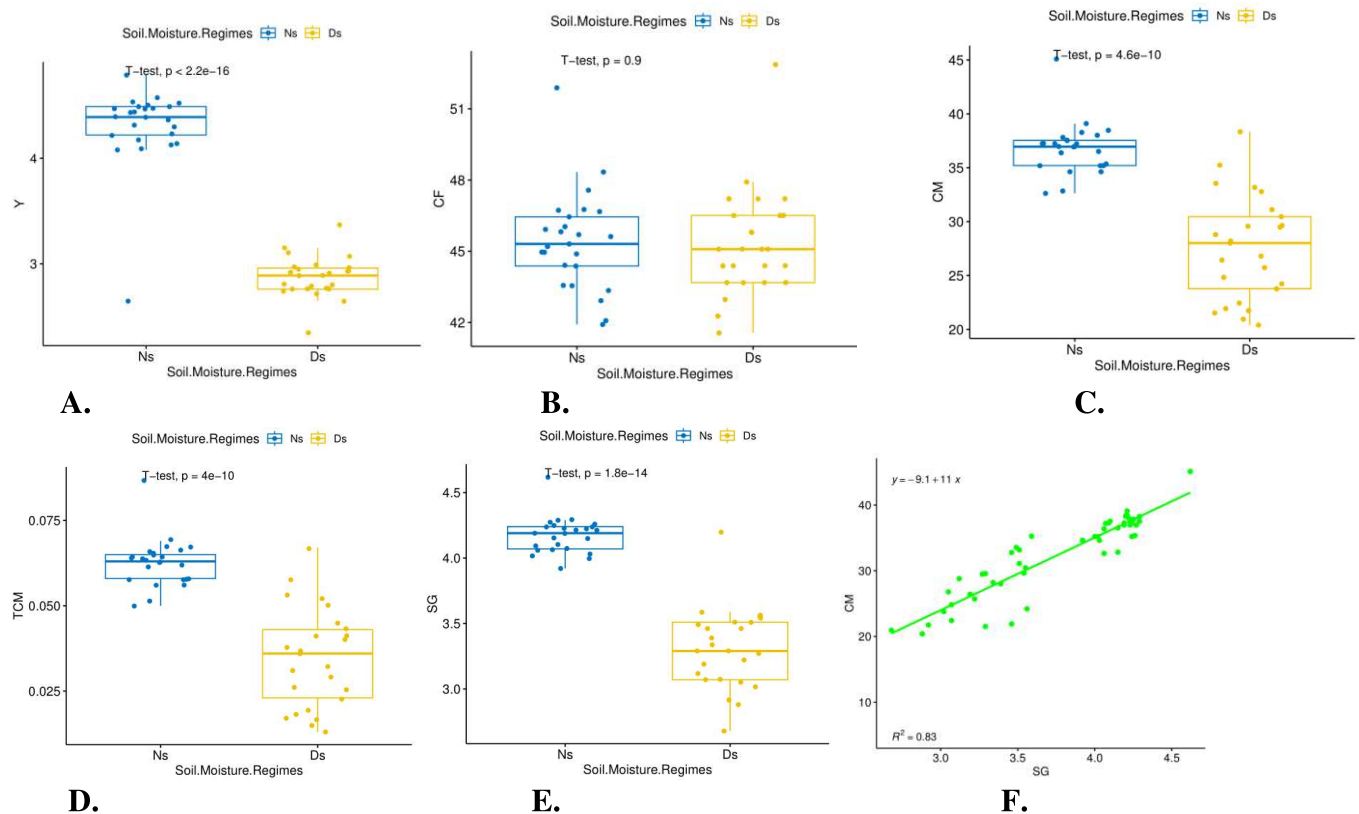 Soil.Moisture.Regimes Ns Ds
T−test, p < 2.2e−16
Y
4
3
Ns Ds
Soil.Moisture.Regimes
A.
Soil.Moisture.Regimes Ns Ds
T−test, p = 0.9
CF
51
48
45
42
Ns Ds
Soil.Moisture.Regimes
B.
Soil.Moisture.Regimes Ns Ds
T−test, p = 4.6e−10
CM
45
40
35
30
25
20
Ns Ds
Soil.Moisture.Regimes
C.
Soil.Moisture.Regimes Ns Ds
T−test, p = 4e−10
TCM
0.075
0.050
0.025
Ns Ds
Soil.Moisture.Regimes
D.
Soil.Moisture.Regimes Ns Ds
T−test, p = 1.8e−14
SG
4.5
4.0
3.5
3.0
Ns Ds
Soil.Moisture.Regimes
E.
y = −9.1 + 11 x
CM
40
30
20
10
R² = 0.83
3.0 3.5 4.0 4.5
SG
F.